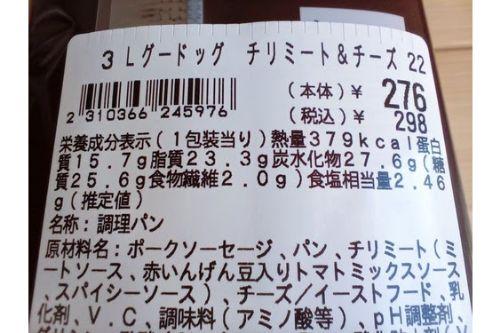 3Lグードッグ チリミート&チーズ 22
(本体)¥ 276
(税込)¥ 298
2 310366 245976
栄養成分表示(1包装当り)熱量379kcal蛋白
質15.7g脂質23.3g炭水化物27.6g(糖
質25.6g食物繊維2.0g)食塩相当量2.46
g(推定値)
名称:調理パン
原材料名:ポークソーセージ、パン、チリミート(ミ
ートソース、赤いんげん豆入りトマトミックスソース
、スパイシーソース)、チーズ/イーストフード、乳
化剤、V.C、調味料(アミノ酸等)、pH調整剤、